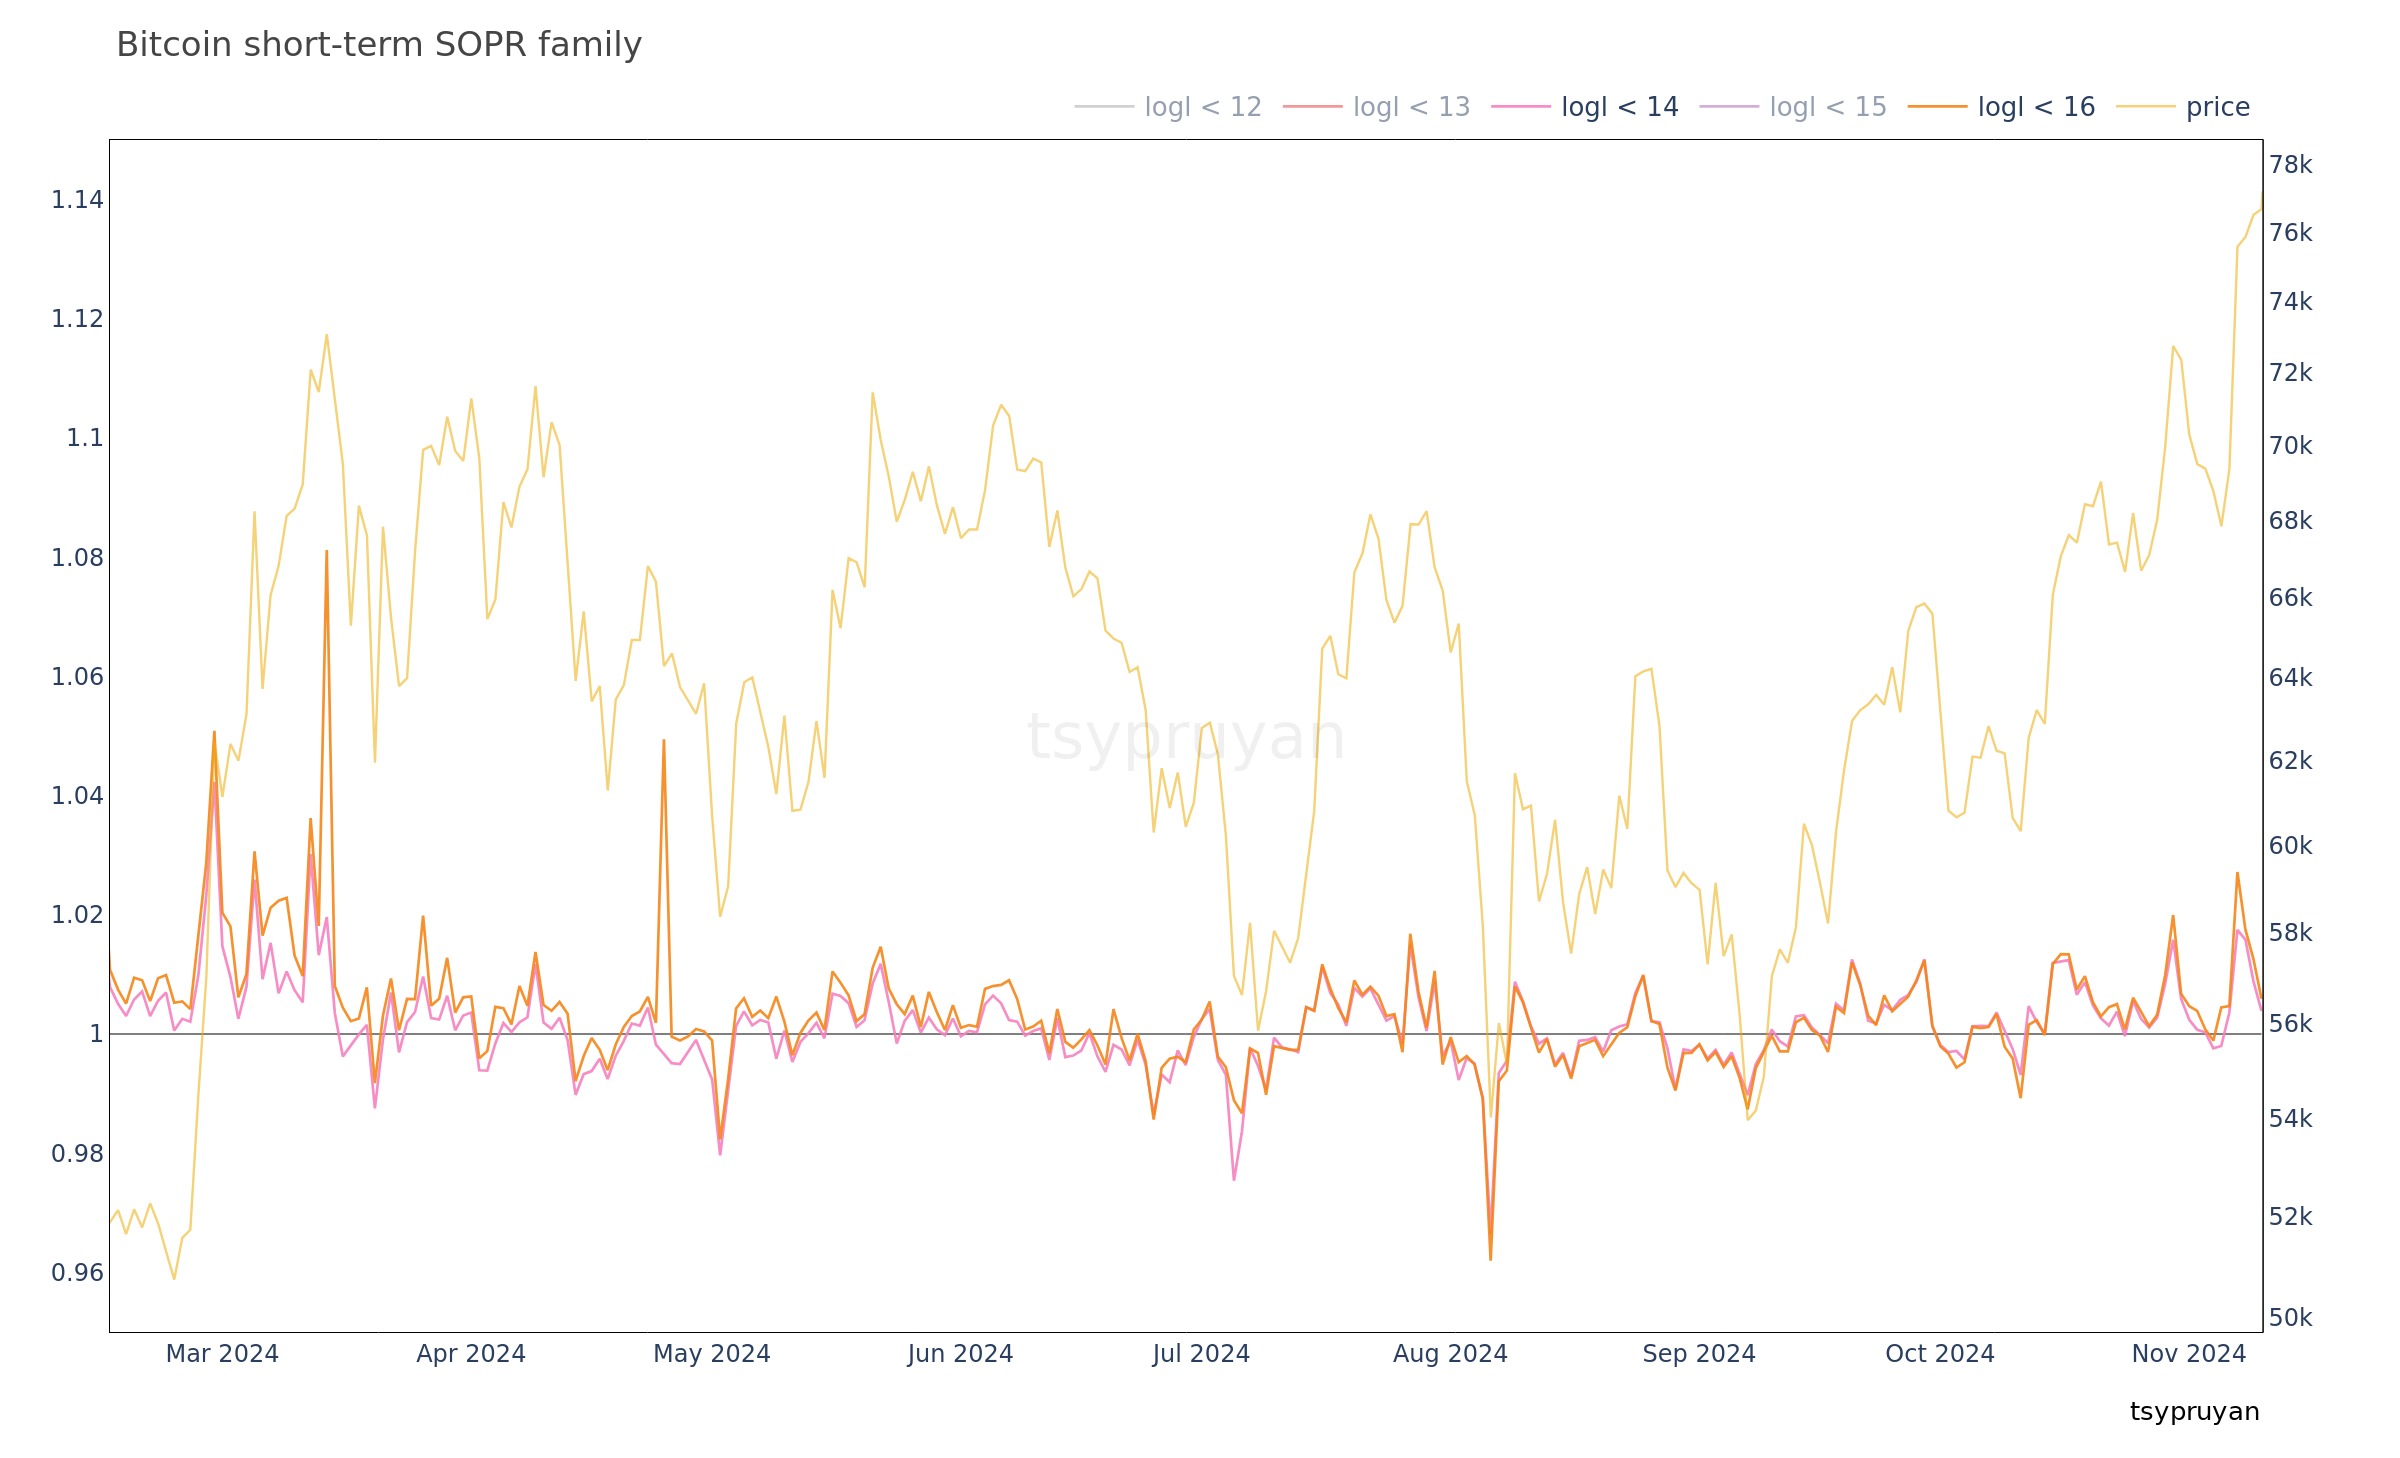 Bitcoin short-term SOPR family
logl < 12 logl < 13 logl < 14 logl < 15 logl < 16 price
1.14
1.12
1.1
1.08
1.06
1.04
1.02
1
0.98
0.96
78k
76k
74k
72k
70k
68k
66k
64k
62k
60k
58k
56k
54k
52k
50k
tsypruyan
Mar 2024 Apr 2024 May 2024 Jun 2024 Jul 2024 Aug 2024 Sep 2024 Oct 2024 Nov 2024
tsypruyan